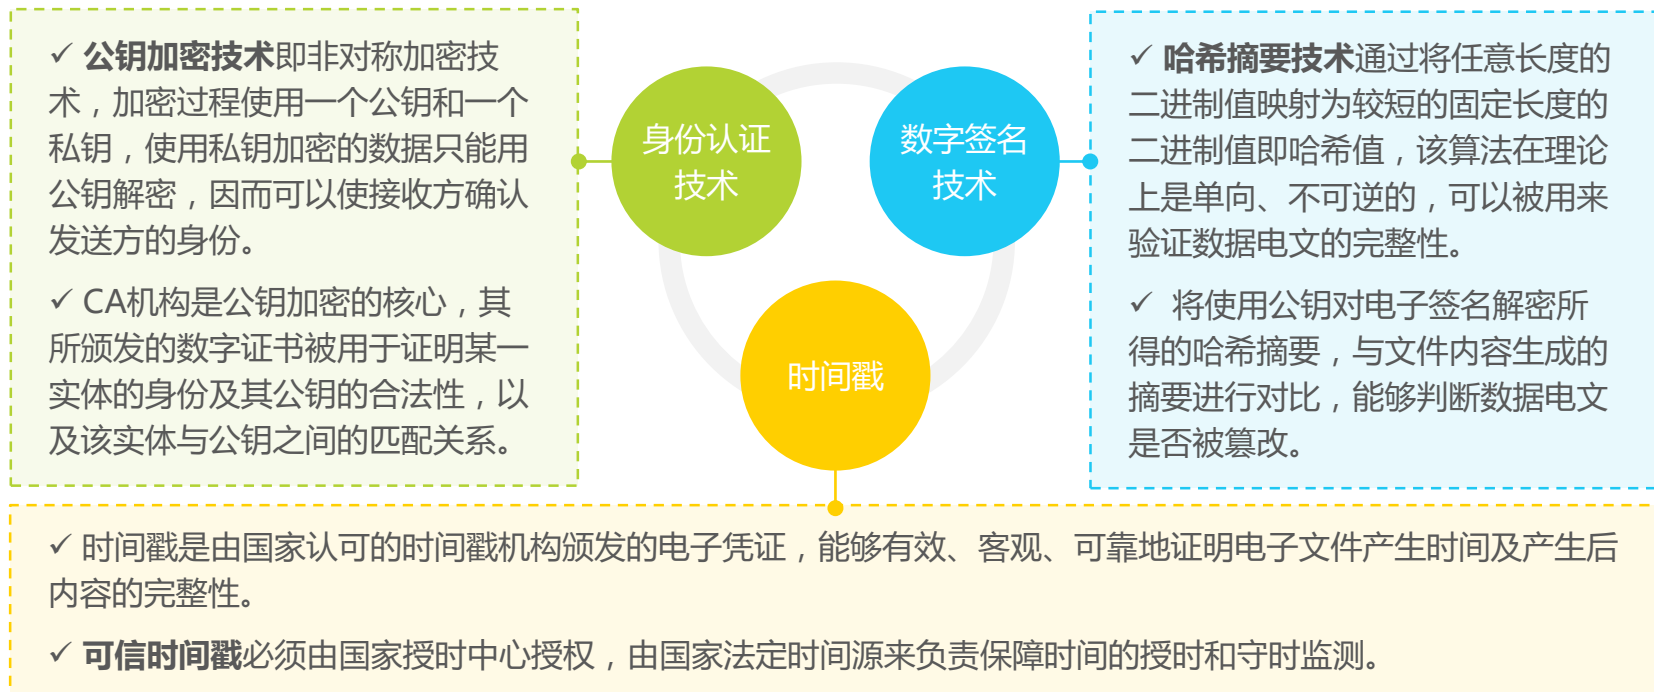 ✓ 公钥加密技术即非对称加密技
术，加密过程使用一个公钥和一个
私钥，使用私钥加密的数据只能用
公钥解密，因而可以使接收方确认
发送方的身份。
✓ CA机构是公钥加密的核心，其
所颁发的数字证书被用于证明某一
实体的身份及其公钥的合法性，以
及该实体与公钥之间的匹配关系。
身份认证
技术
数字签名
技术
时间戳
✓ 哈希摘要技术通过将任意长度的
二进制值映射为较短的固定长度的
二进制值即哈希值，该算法在理论
上是单向、不可逆的，可以被用来
验证数据电文的完整性。
✓ 将使用公钥对电子签名解密所
得的哈希摘要，与文件内容生成的
摘要进行对比，能够判断数据电文
是否被篡改。
✓ 时间戳是由国家认可的时间戳机构颁发的电子凭证，能够有效、客观、可靠地证明电子文件产生时间及产生后
内容的完整性。
✓ 可信时间戳必须由国家授时中心授权，由国家法定时间源来负责保障时间的授时和守时监测。